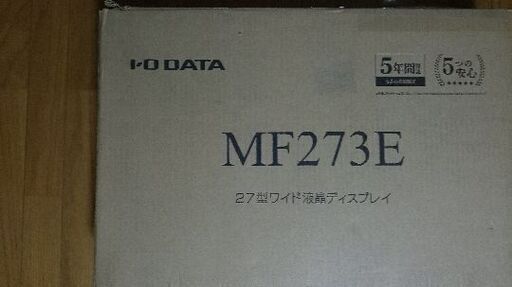 I-O DATA
5年間保証
5つの
安心
MF273E
27型ワイド液晶ディスプレイ